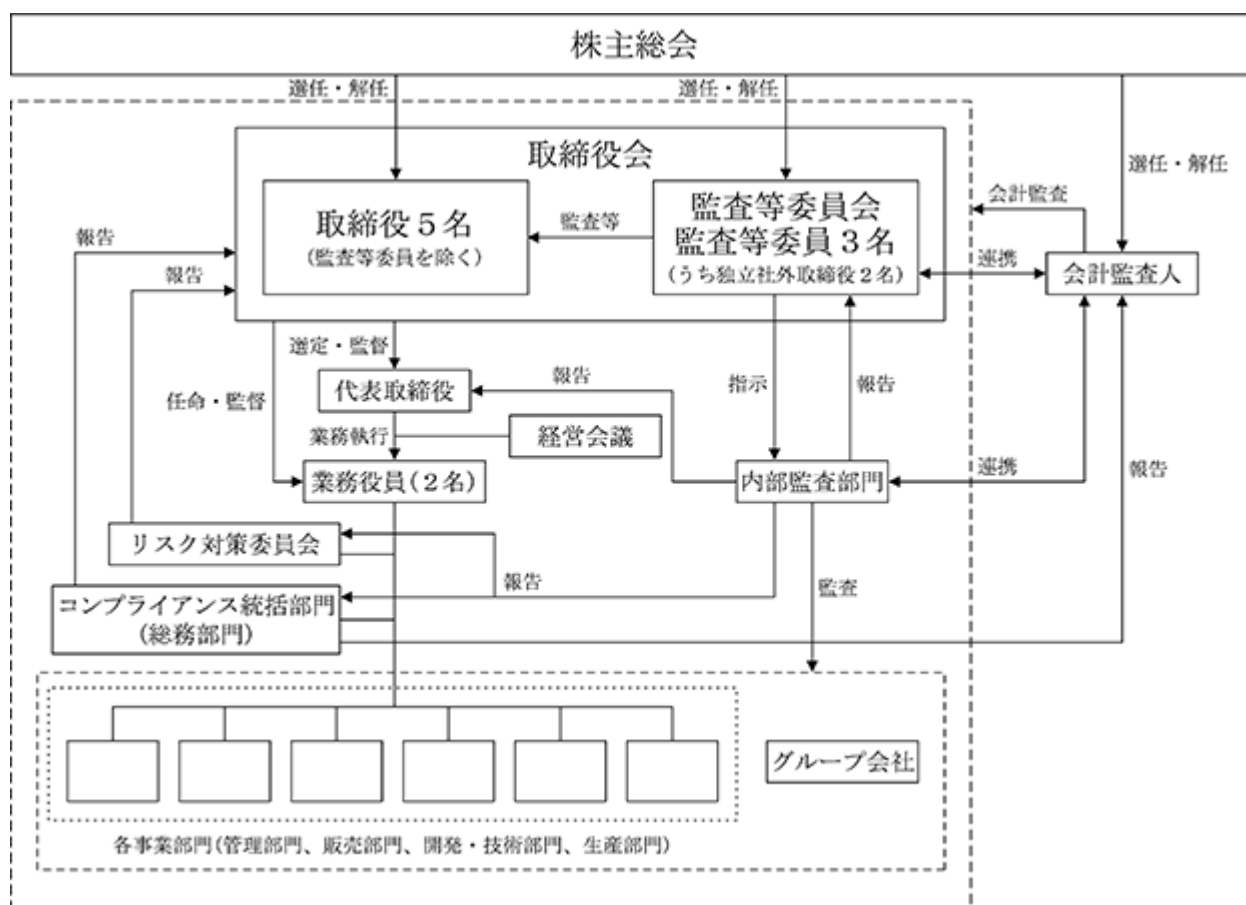 株主総会
選任・解任
選任・解任
選任・解任
取締役会
取締役5名
(監査等委員を除く)
監査等
監査等委員会
監査等委員3名
(うち独立社外取締役2名)
会計監査
連携
会計監査人
報告
報告
選定・監督
任命・監督
代表取締役
報告
指示
報告
業務執行
経営会議
業務役員(2名)
内部監査部門
連携
報告
リスク対策委員会
報告
コンプライアンス統括部門
(総務部門)
監査
グループ会社
各事業部門(管理部門、販売部門、開発・技術部門、生産部門)